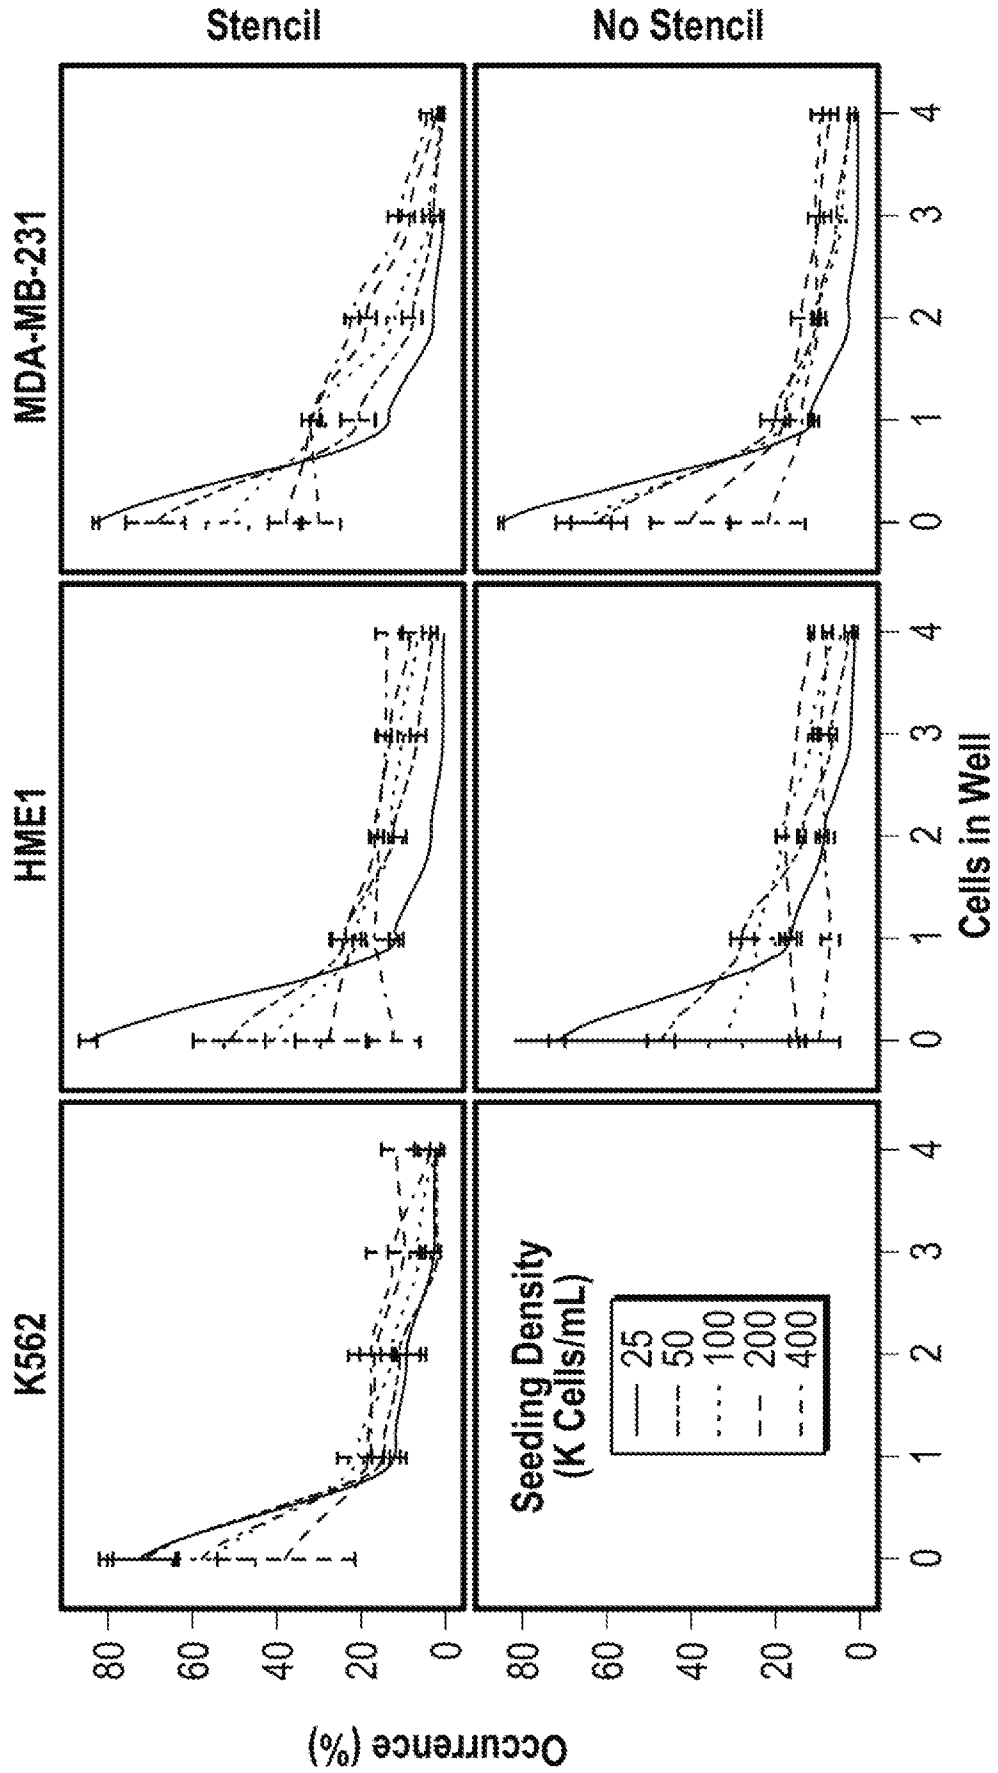 K562
HME1
MDA-MB-231
Stencil
No Stencil
Occurrence (%)
80
60
40
20
0
80
60
40
20
0
Seeding Density
(K Cells/mL)
25
50
100
200
400
0 1 2 3 4
0 1 2 3 4
0 1 2 3 4
Cells in Well